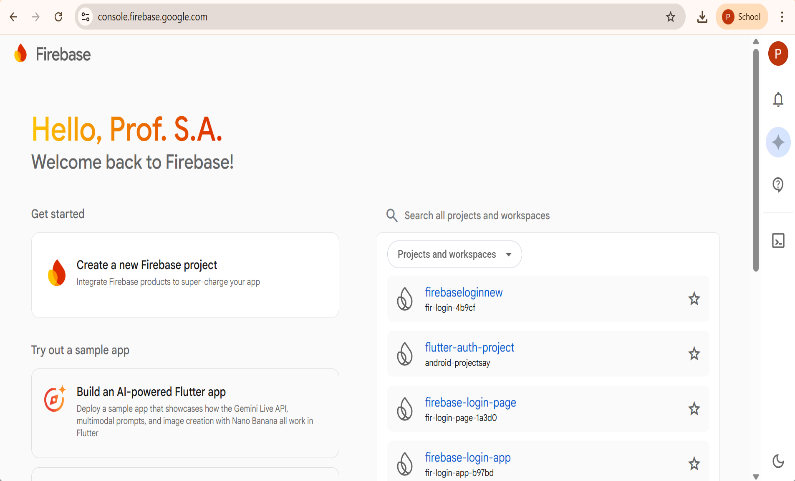 console.firebase.google.com
P
School
Firebase
P
Hello, Prof. S.A.
Welcome back to Firebase!
Get started
Create a new Firebase project
Integrate Firebase products to super-charge your app
Try out a sample app
Build an AI-powered Flutter app
Deploy a sample app that showcases how the Gemini Live API,
multimodal prompts, and image creation with Nano Banana all work in
Flutter
Search all projects and workspaces
Projects and workspaces
firebaseloginnew
fir-login-4b9cf
flutter-auth-project
android-projectsay
firebase-login-page
fir-login-page-1a3d0
firebase-login-app
fir-login-app-b97bd